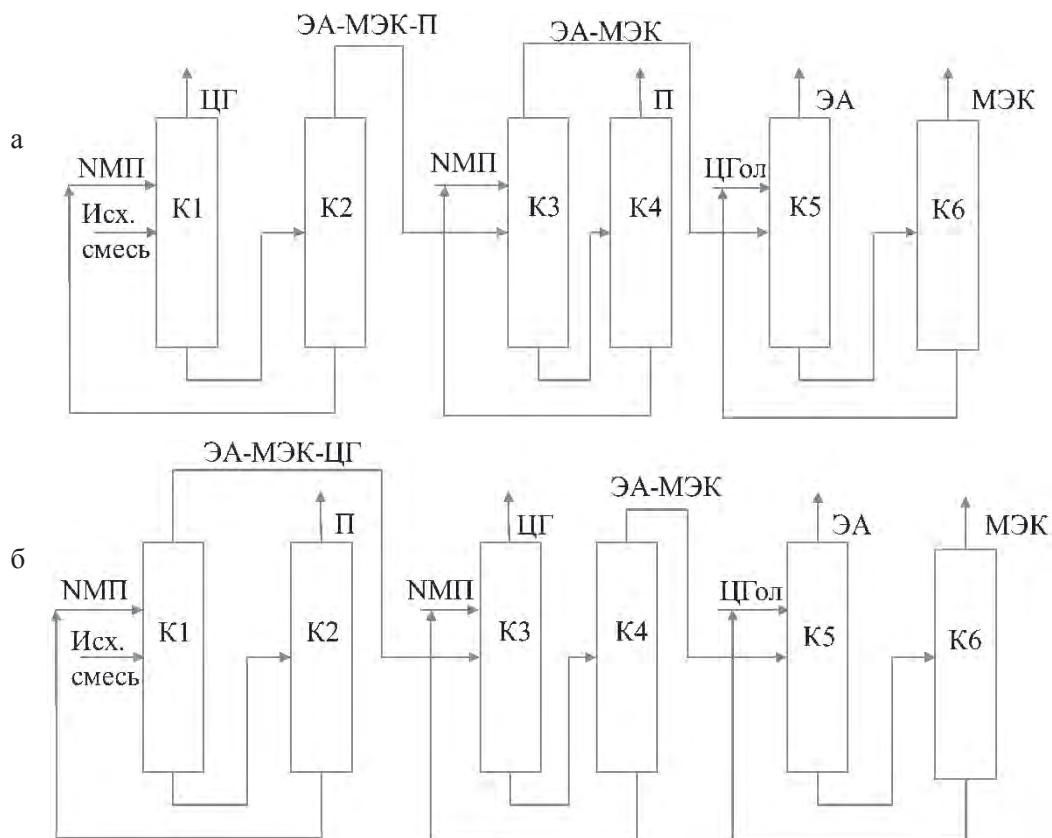 а
ЭА-МЭК-П
ЭА-МЭК
ЦГ
П
ЭА
МЭК
NМП
Исх.
смесь
К1
К2
NМП
К3
К4
ЦГол
К5
К6
б
ЭА-МЭК-ЦГ
П
ЦГ
ЭА-МЭК
ЭА
МЭК
NМП
Исх.
смесь
К1
К2
NМП
К3
К4
ЦГол
К5
К6